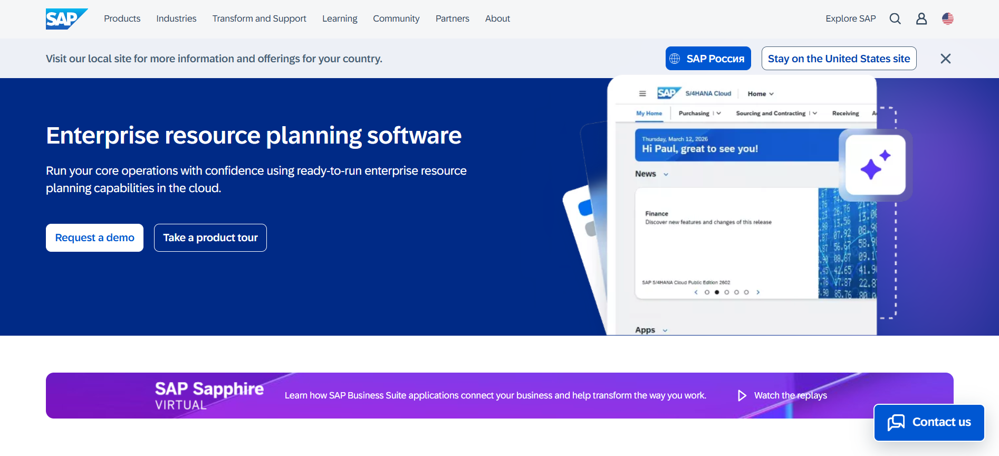 SAP
Products
Industries
Transform and Support
Learning
Community
Partners
About
Explore SAP
Visit our local site for more information and offerings for your country.
SAP Россия
Stay on the United States site
Enterprise resource planning software
Run your core operations with confidence using ready-to-run enterprise resource
planning capabilities in the cloud.
Request a demo
Take a product tour
SAP S/4HANA Cloud
Home
My Home
Purchasing
Sourcing and Contracting
Receiving
Thursday, March 12, 2026
Hi Paul, great to see you!
News
Finance
Discover new features and changes of this release
SAP S/4HANA Cloud Public Edition 2602
Apps
SAP Sapphire
VIRTUAL
Learn how SAP Business Suite applications connect your business and help transform the way you work.
Watch the replays
Contact us